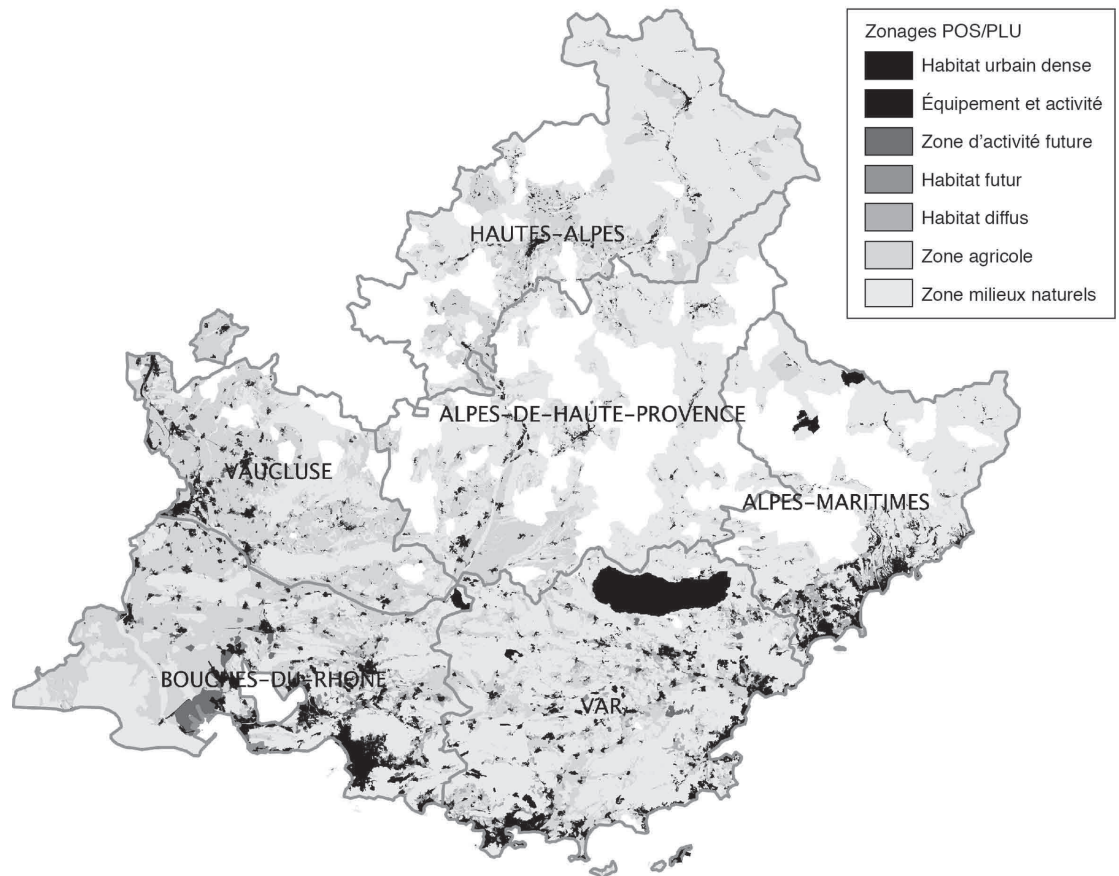 Zonages POS/PLU
Habitat urbain dense
Équipement et activité
Zone d'activité future
Habitat futur
Habitat diffus
Zone agricole
Zone milieux naturels
HAUTES-ALPES
ALPES-DE-HAUTE-PROVENCE
VAUCLUSE
ALPES-MARITIMES
BOUCHES-DU-RHÔNE
VAR